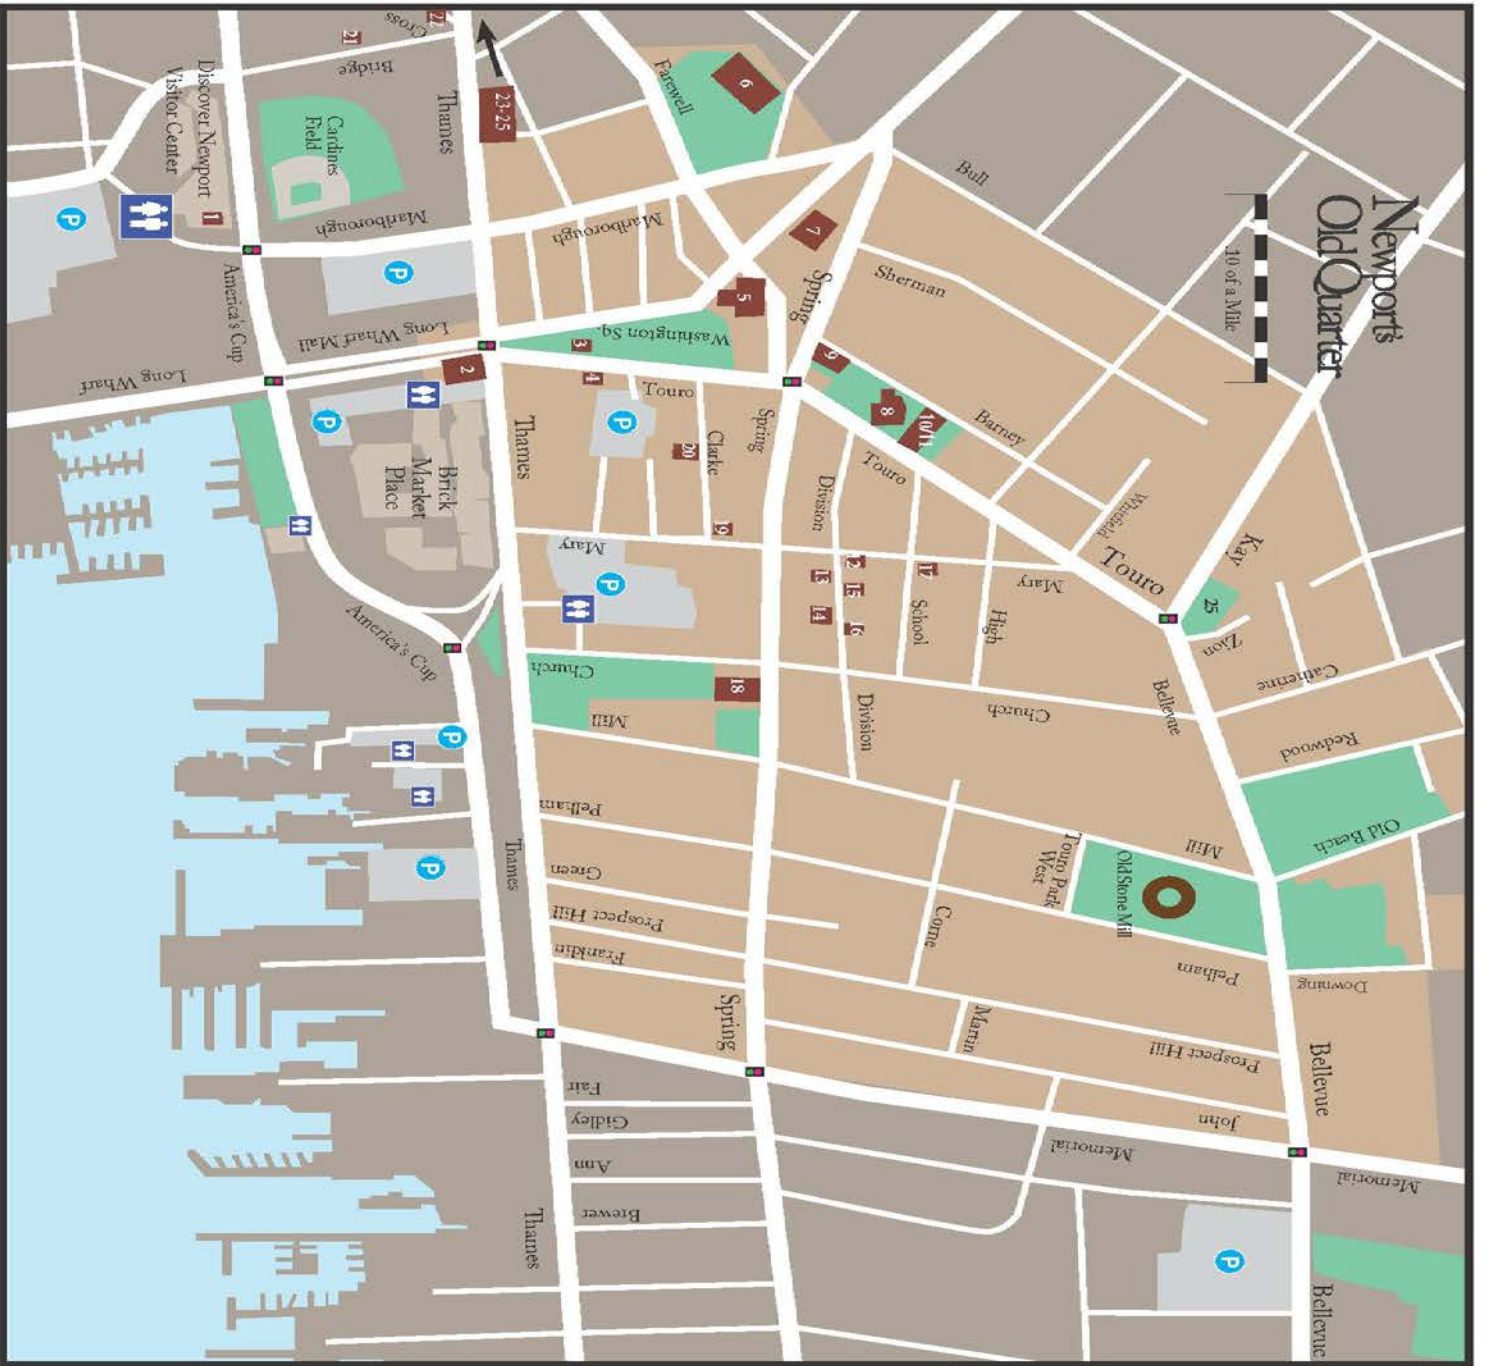 Newport's
Old Quarter
.10 of a Mile
22
Cross
21
Bridge
Discover Newport
Visitor Center
1
Cardines
Field
Thames
23-25
Farewell
6
Bull
Marlborough
Marlborough
7
Spring
Sherman
America's Cup
Long Wharf Mall
Long Wharf
2
3
Washington Sq.
4
5
Touro
9
8
10/11
Barney
Touro
Whitfield
Touro
Kay
25
Zion
Catherine
Bellevue
Redwood
Old Beach
Brick
Market
Place
Thames
20
Clarke
19
Spring
Division
Mary
Mary
12
13
15
14
16
17
School
High
Church
18
Church
Division
America's Cup
Mill
Mill
Pelham
Green
Prospect Hill
Franklin
Thames
Spring
Corne
Touro Park
West
Old Stone Mill
Pelham
Downing
Martin
Prospect Hill
Bellevue
John
Memorial
Memorial
Fair
Gidley
Ann
Brewer
Thames
Bellevue
P
P
P
P
P
P
P
P